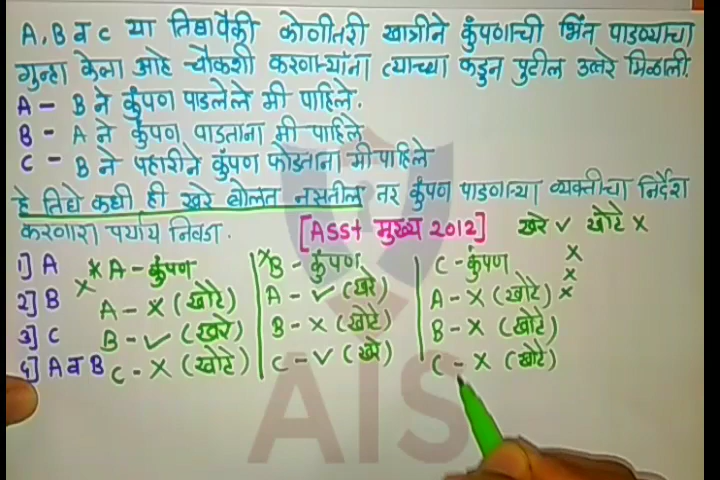 A, B व C या तिघांपैकी कोणीतरी खात्रीने कुंपणाची भिंत पाडण्याचा
गुन्हा केला आहे चौकशी करणाऱ्यांना त्याच्या कडून पुढील उत्तरे मिळाली.
A - B ने कुंपण पाडलेले मी पाहिले.
B - A ने कुंपण पाडताना मी पाहिले
C - B ने पहारीने कुंपण फोडताना मी पाहिले
हे तिघे कधी ही खरे बोलत नसतील तर कुंपण पाडणाऱ्या व्यक्तीचा निर्देश
करणारा पर्याय निवडा. [ASST मुख्य 2012] खरे ✓ खोटे ×
1] A × A - कुंपण × B - कुंपण C - कुंपण ×
2] B × A - × (खोटे) A - ✓ (खरे) A - × (खोटे) × ×
3] C B - ✓ (खरे) B - × (खोटे) B - × (खोटे)
4] A व B C - × (खोटे) C - ✓ (खरे) C - × (खोटे)
AIS